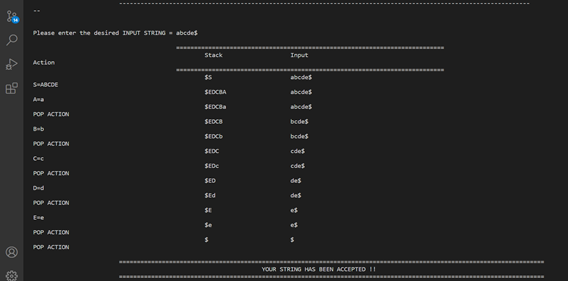 --------------------------------------------------------------------------------
--
Please enter the desired INPUT STRING = abcde$
================================================================
Stack Input
Action
================================================================
$S abcde$
S=ABCDE
$EDCBA abcde$
A=a
$EDCBa abcde$
POP ACTION
$EDCB bcde$
B=b
$EDCb bcde$
POP ACTION
$EDC cde$
C=c
$EDc cde$
POP ACTION
$ED de$
D=d
$Ed de$
POP ACTION
$E e$
E=e
$e e$
POP ACTION
$ $
POP ACTION
================================================================
YOUR STRING HAS BEEN ACCEPTED !!
================================================================